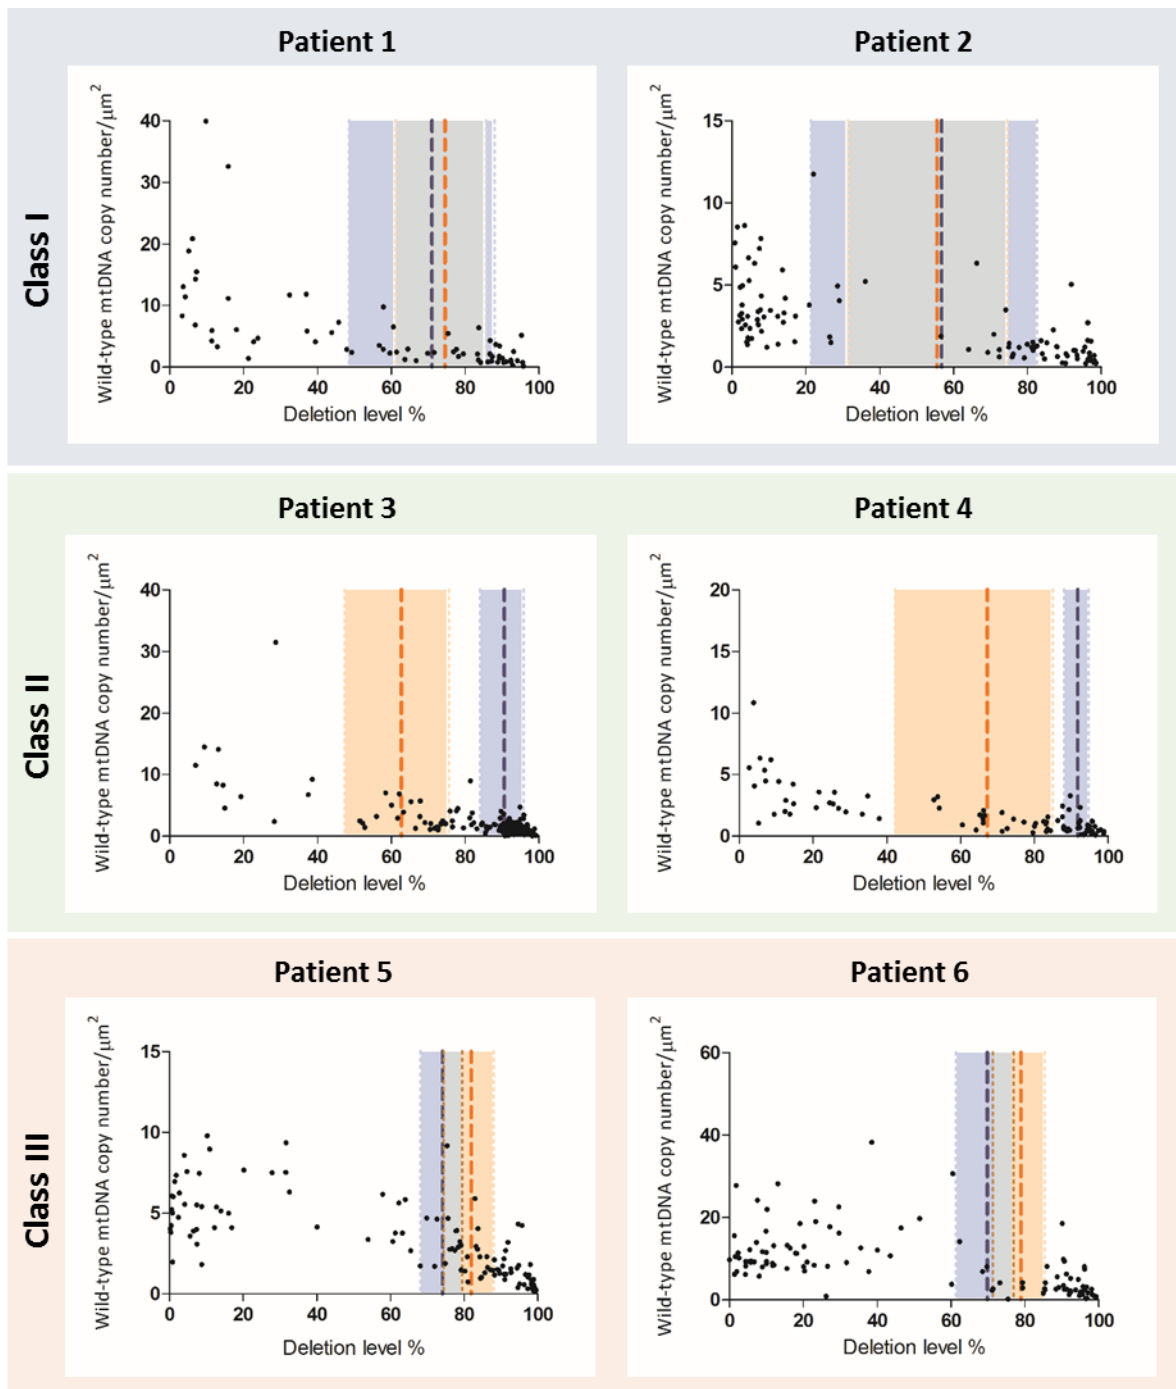 Class I
Patient 1
Wild-type mtDNA copy number/μm²
40
30
20
10
0
0 20 40 60 80 100
Deletion level %
Patient 2
Wild-type mtDNA copy number/μm²
15
10
5
0
0 20 40 60 80 100
Deletion level %
Class II
Patient 3
Wild-type mtDNA copy number/μm²
40
30
20
10
0
0 20 40 60 80 100
Deletion level %
Patient 4
Wild-type mtDNA copy number/μm²
20
15
10
5
0
0 20 40 60 80 100
Deletion level %
Class III
Patient 5
Wild-type mtDNA copy number/μm²
15
10
5
0
0 20 40 60 80 100
Deletion level %
Patient 6
Wild-type mtDNA copy number/μm²
60
40
20
0
0 20 40 60 80 100
Deletion level %